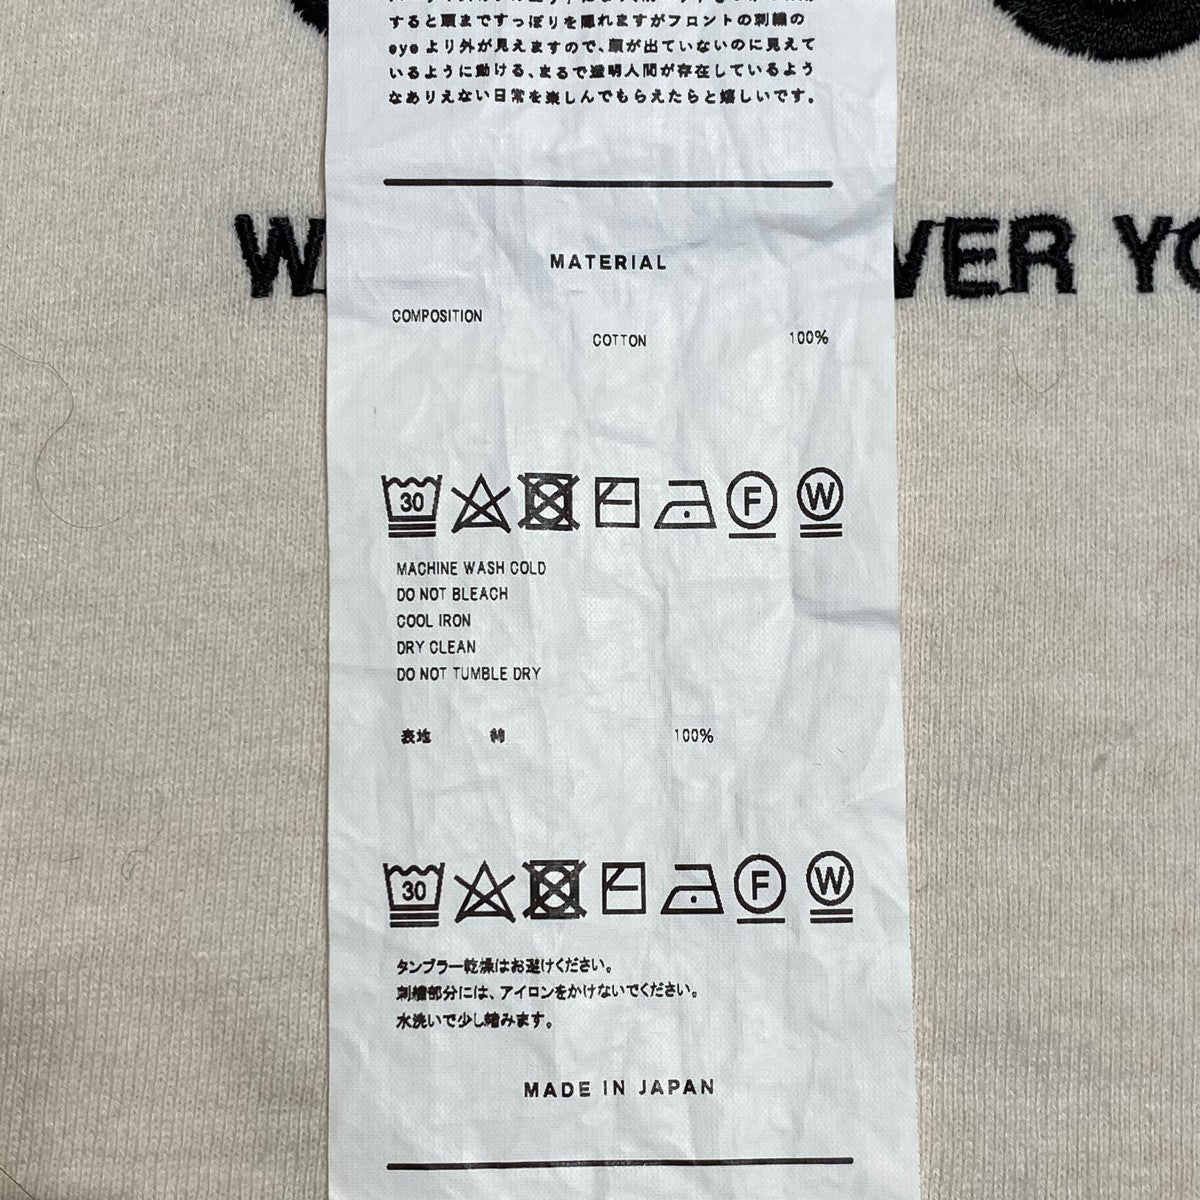 すると頭まですっぽりを隠れますがフロントの刺繍の
eyeより外が見えますので、顔が出ていないのに見えて
いるように動ける、まるで透明人間が存在しているよう
なありえない日常を楽しんでもらえたらと嬉しいです。
VER YO
MATERIAL
COMPOSITION
COTTON 100%
30 F W
MACHINE WASH COLD
DO NOT BLEACH
COOL IRON
DRY CLEAN
DO NOT TUMBLE DRY
表地 綿 100%
30 F W
タンブラー乾燥はお避けください。
刺繍部分には、アイロンをかけないでください。
水洗いで少し縮みます。
MADE IN JAPAN